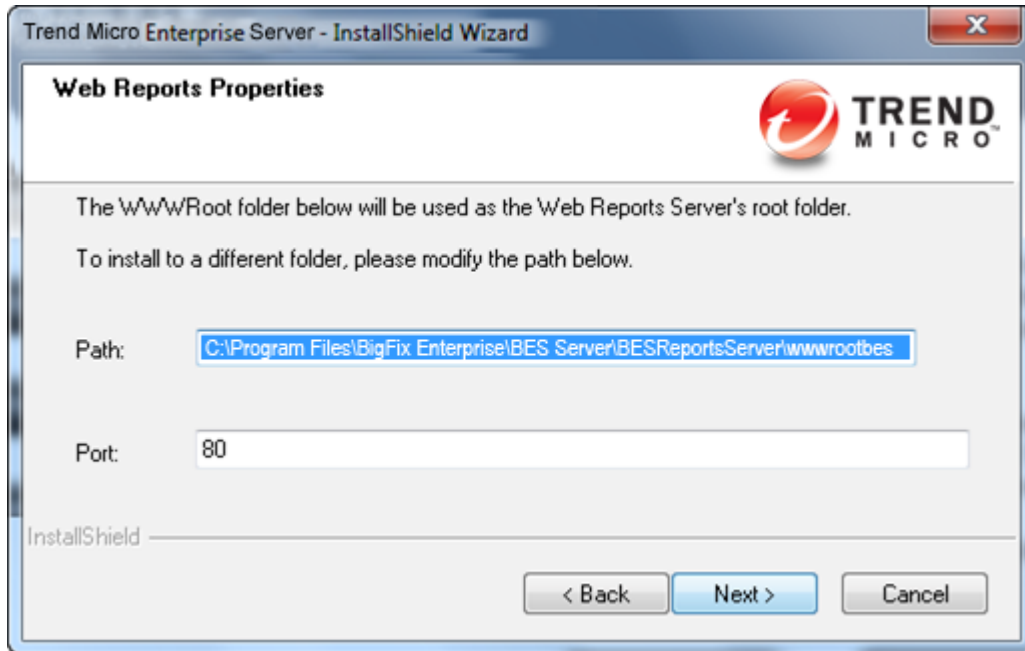 Trend Micro Enterprise Server - InstallShield Wizard
Web Reports Properties
TREND
MICRO™
The WWWRoot folder below will be used as the Web Reports Server's root folder.
To install to a different folder, please modify the path below.
Path: C:\Program Files\BigFix Enterprise\BES Server\BESReportsServer\wwwrootbes
Port: 80
InstallShield
< Back Next > Cancel